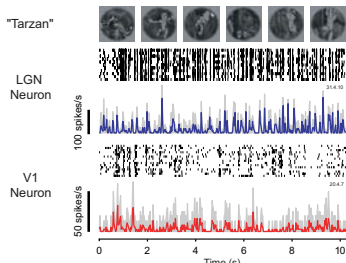 "Tarzan"
LGN
Neuron
31.4.10
100 spikes/s
20.4.7
V1
Neuron
50 spikes/s
0 2 4 6 8 10
Time (s)